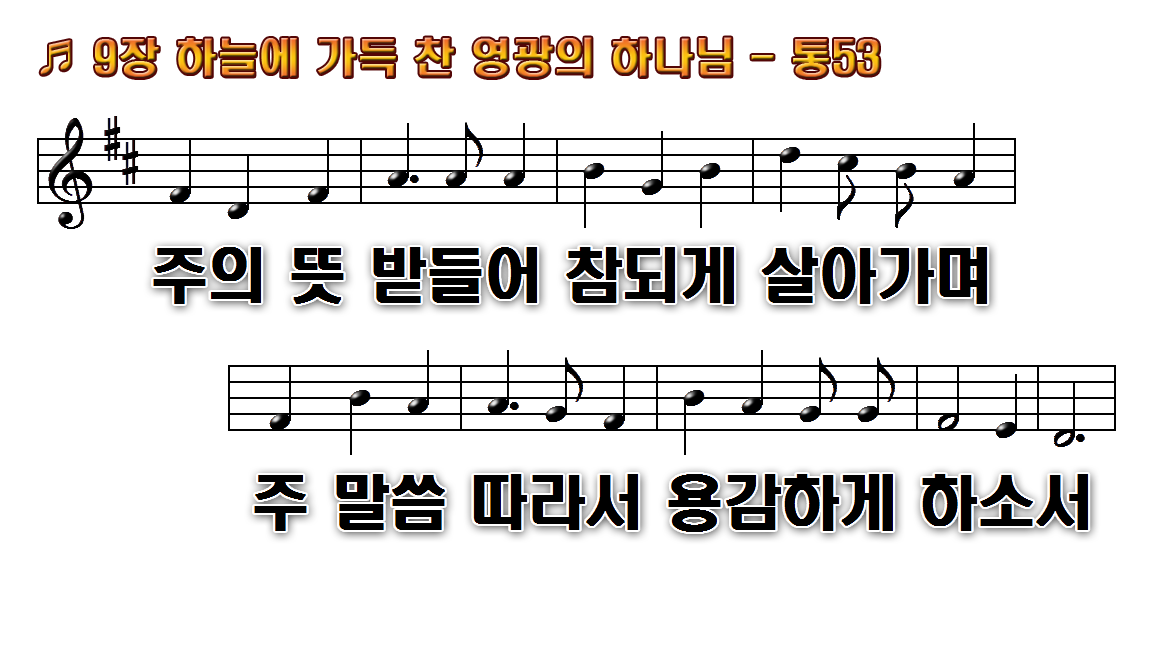 ♬ 9장 하늘에 가득 찬 영광의 하나님 - 통53
주의 뜻 받들어 참되게 살아가며
주 말씀 따라서 용감하게 하소서